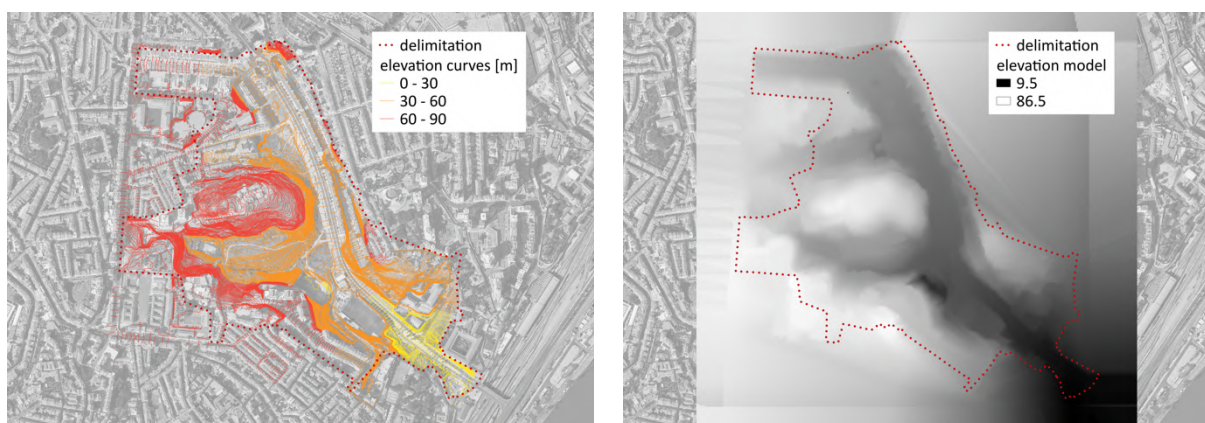 delimitation
elevation curves [m]
0 - 30
30 - 60
60 - 90
delimitation
elevation model
9.5
86.5